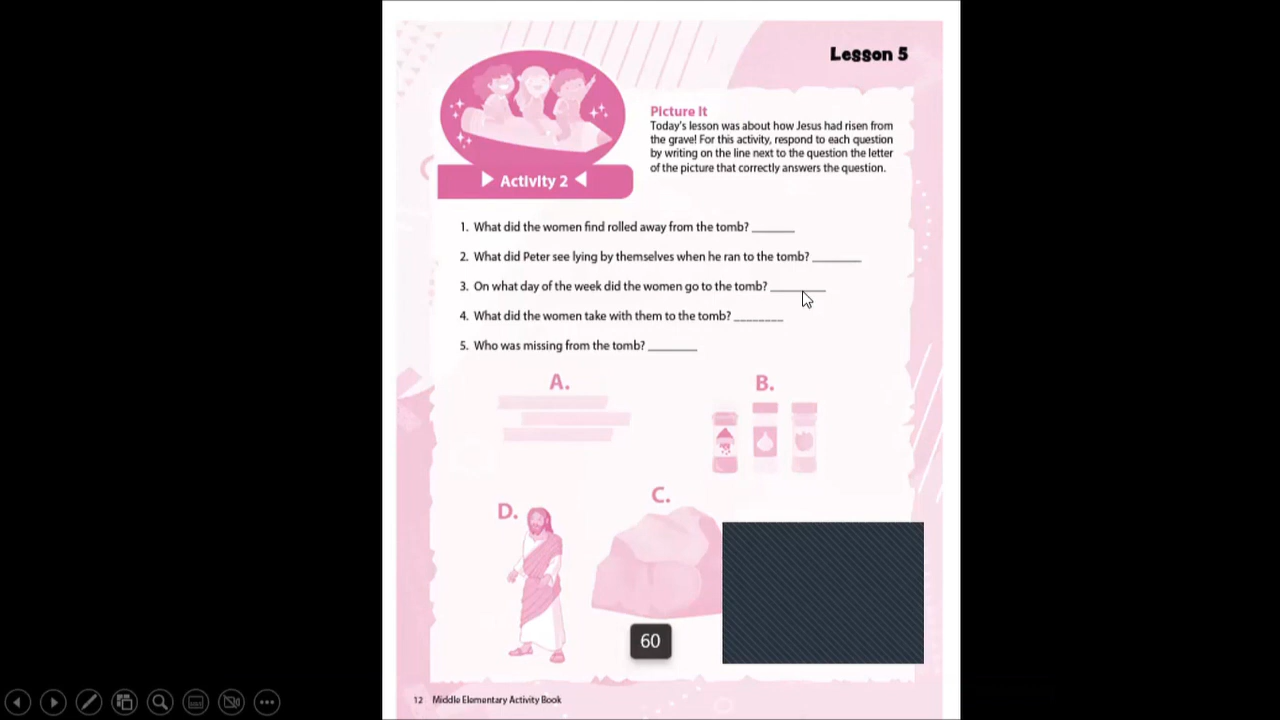 Lesson 5
Picture It
Today's lesson was about how Jesus had risen from
the grave! For this activity, respond to each question
by writing on the line next to the question the letter
of the picture that correctly answers the question.
Activity 2
1. What did the women find rolled away from the tomb? _______
2. What did Peter see lying by themselves when he ran to the tomb? ________
3. On what day of the week did the women go to the tomb? _________
4. What did the women take with them to the tomb? ________
5. Who was missing from the tomb? ________
A.
B.
C.
D.
60
12 Middle Elementary Activity Book